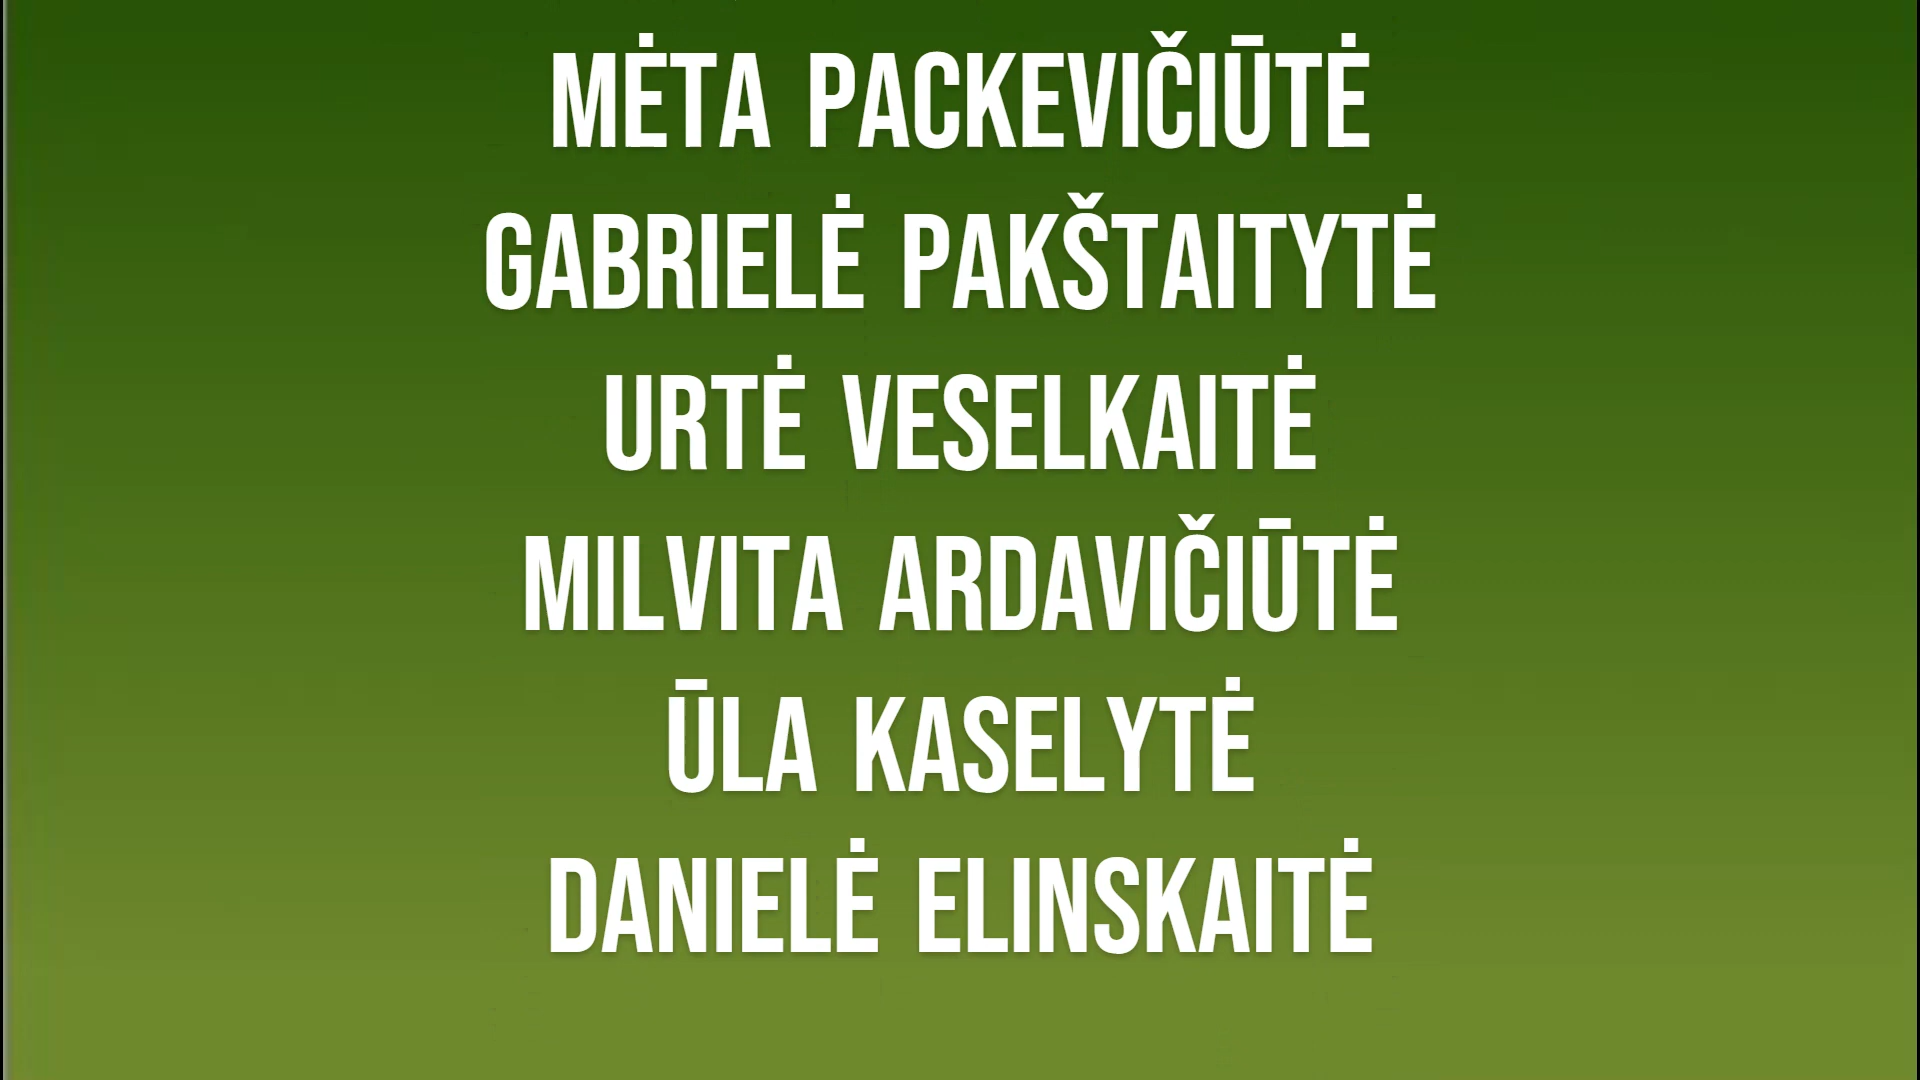 MĖTA PACKEVIČIŪTĖ
GABRIELĖ PAKŠTAITYTĖ
URTĖ VESELKAITĖ
MILVITA ARDAVIČIŪTĖ
ŪLA KASELYTĖ
DANIELĖ ELINSKAITĖ